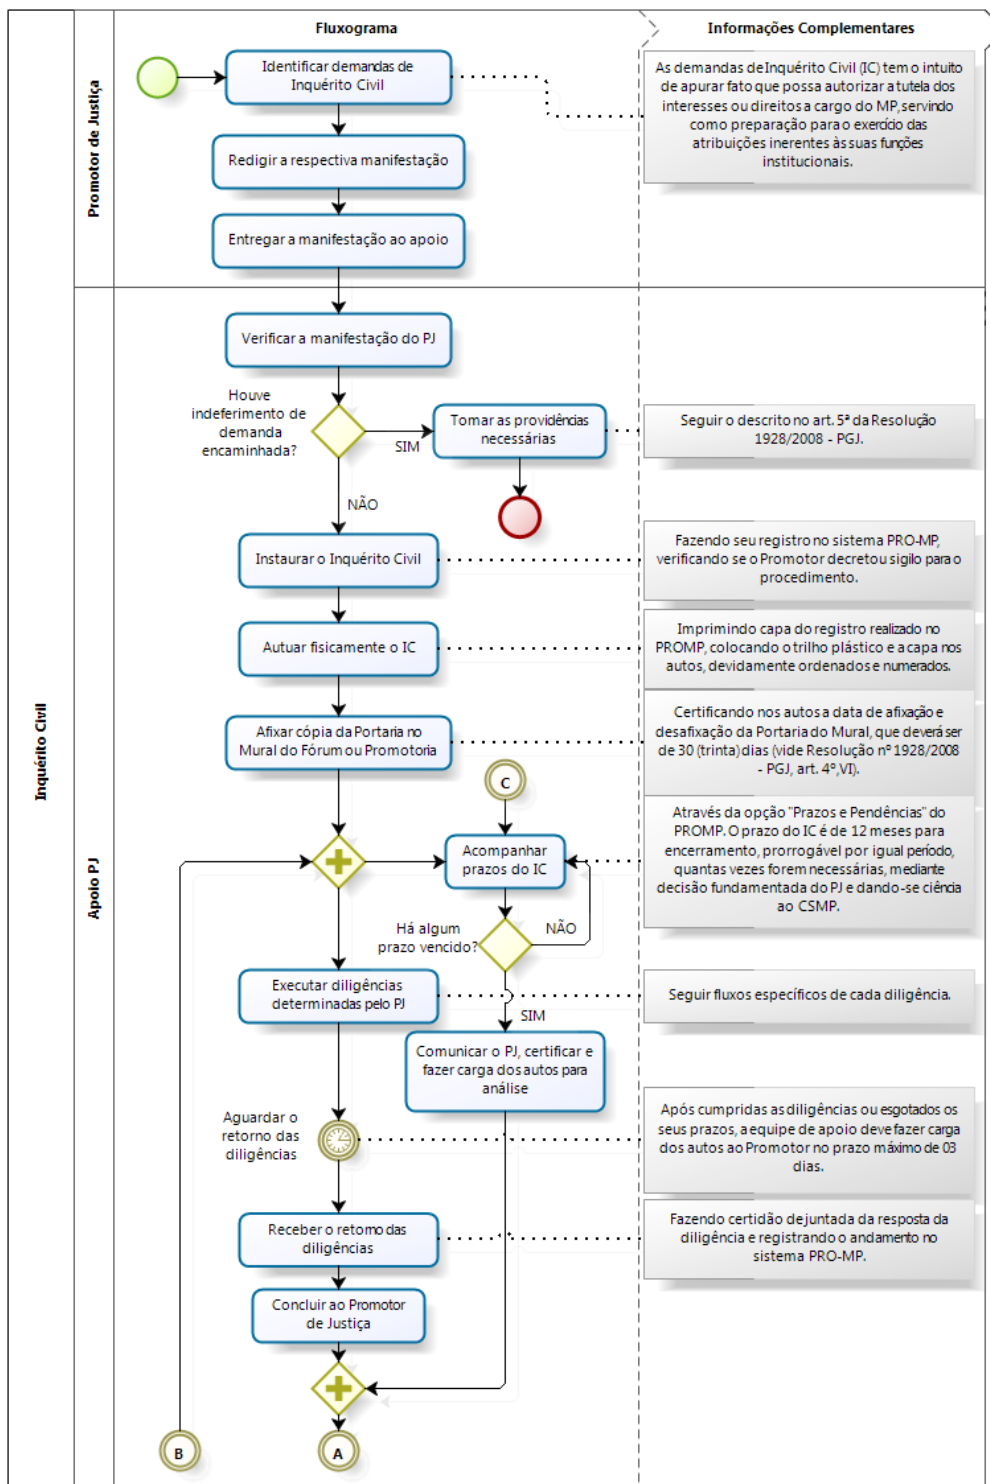 Fluxograma
Informações Complementares
Inquérito Civil
Promotor de Justiça
Identificar demandas de
Inquérito Civil
As demandas de Inquérito Civil (IC) tem o intuito
de apurar fato que possa autorizar a tutela dos
interesses ou direitos a cargo do MP, servindo
como preparação para o exercício das
atribuições inerentes às suas funções
institucionais.
Redigir a respectiva manifestação
Entregar a manifestação ao apoio
Apoio PJ
Verificar a manifestação do PJ
Houve
indeferimento de
demanda
encaminhada?
SIM
Tomar as providências
necessárias
Seguir o descrito no art. 5ª da Resolução
1928/2008 - PGJ.
NÃO
Instaurar o Inquérito Civil
Fazendo seu registro no sistema PRO-MP,
verificando se o Promotor decretou sigilo para o
procedimento.
Autuar fisicamente o IC
Imprimindo capa do registro realizado no
PROMP, colocando o trilho plástico e a capa nos
autos, devidamente ordenados e numerados.
Afixar cópia da Portaria no
Mural do Fórum ou Promotoria
Certificando nos autos a data de afixação e
desafixação da Portaria do Mural, que deverá ser
de 30 (trinta) dias (vide Resolução nº 1928/2008
- PGJ, art. 4º, VI).
C
Acompanhar
prazos do IC
Através da opção "Prazos e Pendências" do
PROMP. O prazo do IC é de 12 meses para
encerramento, prorrogável por igual período,
quantas vezes forem necessárias, mediante
decisão fundamentada do PJ e dando-se ciência
ao CSMP.
Há algum
prazo vencido?
NÃO
SIM
Executar diligências
determinadas pelo PJ
Seguir fluxos específicos de cada diligência.
Comunicar o PJ, certificar e
fazer carga dos autos para
análise
Aguardar o
retorno das
diligências
Após cumpridas as diligências ou esgotados os
seus prazos, a equipe de apoio deve fazer carga
dos autos ao Promotor no prazo máximo de 03
dias.
Receber o retorno das
diligências
Fazendo certidão de juntada da resposta da
diligência e registrando o andamento no
sistema PRO-MP.
Concluir ao Promotor
de Justiça
B
A